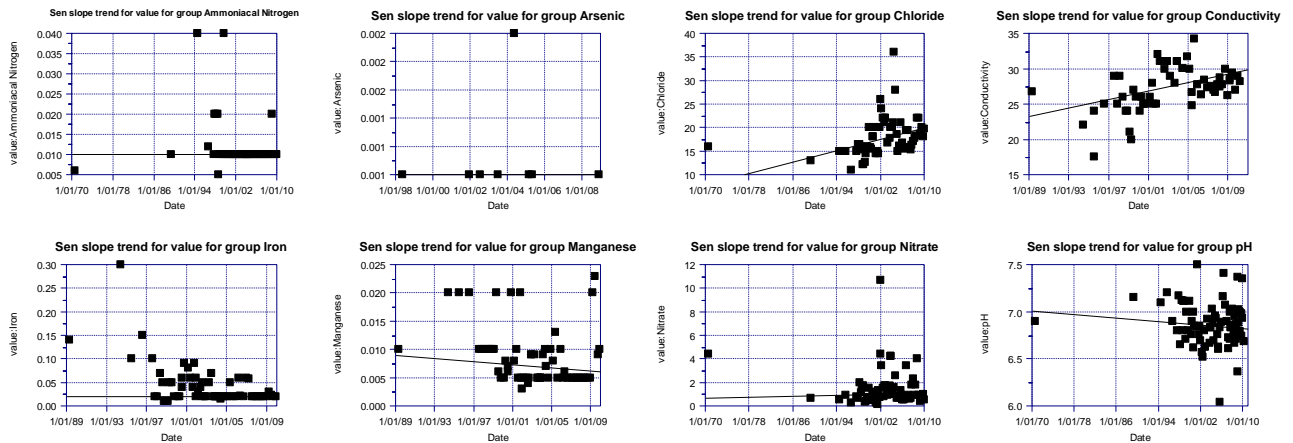 Sen slope trend for value for group Ammoniacal Nitrogen
value:Ammoniacal Nitrogen
0.040
0.035
0.030
0.025
0.020
0.015
0.010
0.005
1/01/70 1/01/78 1/01/86 1/01/94 1/01/02 1/01/10
Date
Sen slope trend for value for group Arsenic
value:Arsenic
0.002
0.002
0.002
0.001
0.001
0.001
1/01/98 1/01/00 1/01/02 1/01/04 1/01/06 1/01/08
Date
Sen slope trend for value for group Chloride
value:Chloride
40
35
30
25
20
15
10
1/01/70 1/01/78 1/01/86 1/01/94 1/01/02 1/01/10
Date
Sen slope trend for value for group Conductivity
value:Conductivity
35
30
25
20
15
1/01/89 1/01/93 1/01/97 1/01/01 1/01/05 1/01/09
Date
Sen slope trend for value for group Iron
value:Iron
0.30
0.25
0.20
0.15
0.10
0.05
0.00
1/01/89 1/01/93 1/01/97 1/01/01 1/01/05 1/01/09
Date
Sen slope trend for value for group Manganese
value:Manganese
0.025
0.020
0.015
0.010
0.005
0.000
1/01/89 1/01/93 1/01/97 1/01/01 1/01/05 1/01/09
Date
Sen slope trend for value for group Nitrate
value:Nitrate
12
10
8
6
4
2
0
1/01/70 1/01/78 1/01/86 1/01/94 1/01/02 1/01/10
Date
Sen slope trend for value for group pH
value:pH
7.5
7.0
6.5
6.0
1/01/70 1/01/78 1/01/86 1/01/94 1/01/02 1/01/10
Date